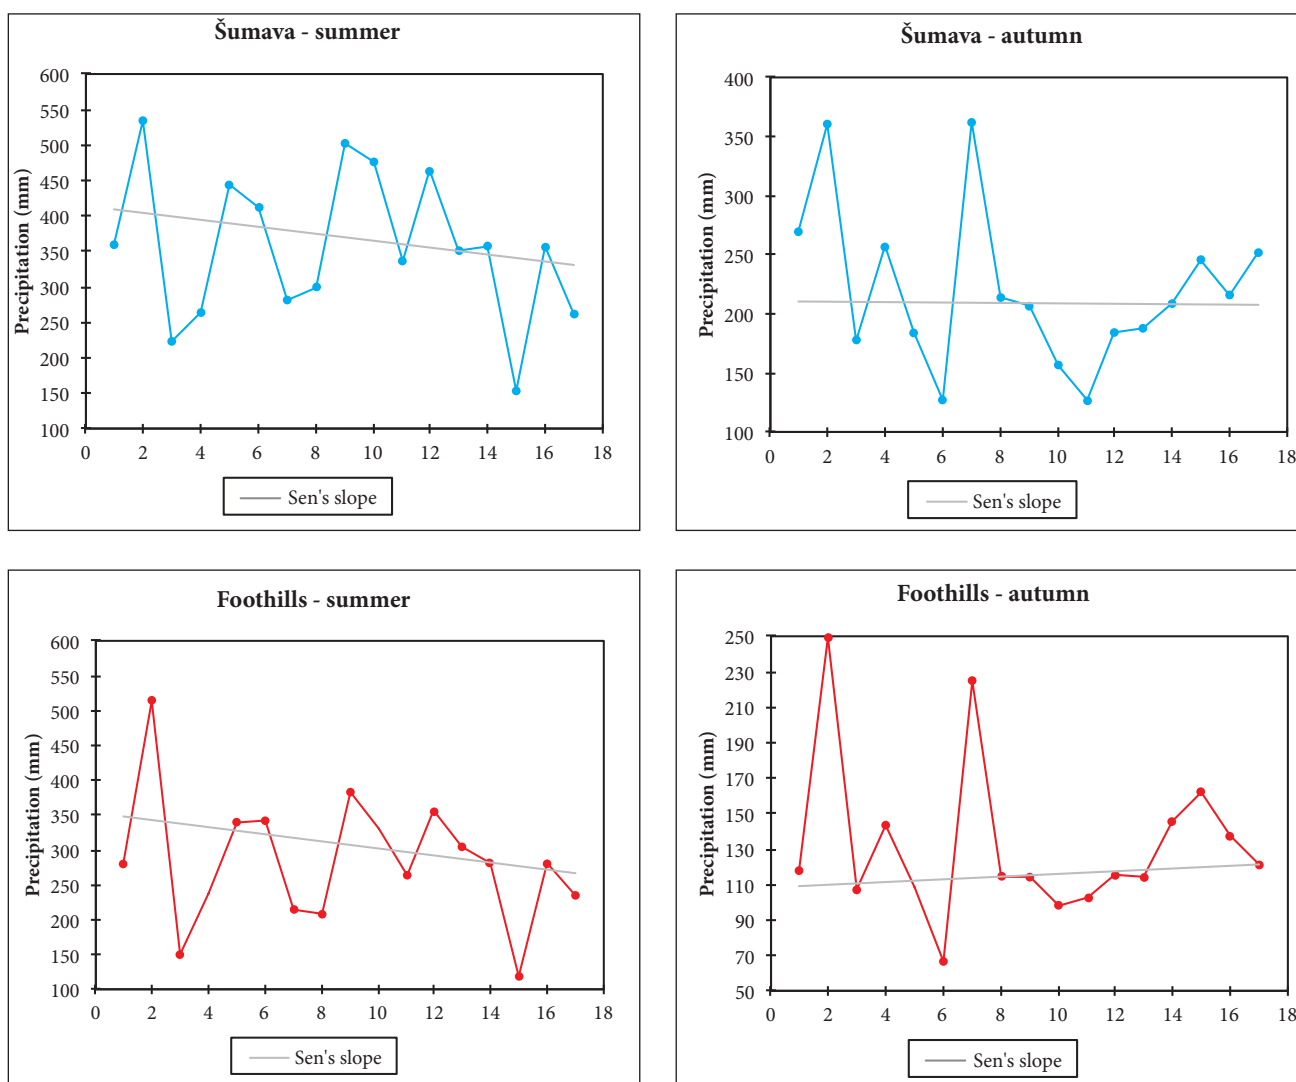 Šumava - summer
Precipitation (mm)
600
550
500
450
400
350
300
250
200
150
100
0 2 4 6 8 10 12 14 16 18
Sen's slope
Šumava - autumn
Precipitation (mm)
400
350
300
250
200
150
100
0 2 4 6 8 10 12 14 16 18
Sen's slope
Foothills - summer
Precipitation (mm)
600
550
500
450
400
350
300
250
200
150
100
0 2 4 6 8 10 12 14 16 18
Sen's slope
Foothills - autumn
Precipitation (mm)
250
230
210
190
170
150
130
110
90
70
50
0 2 4 6 8 10 12 14 16 18
Sen's slope